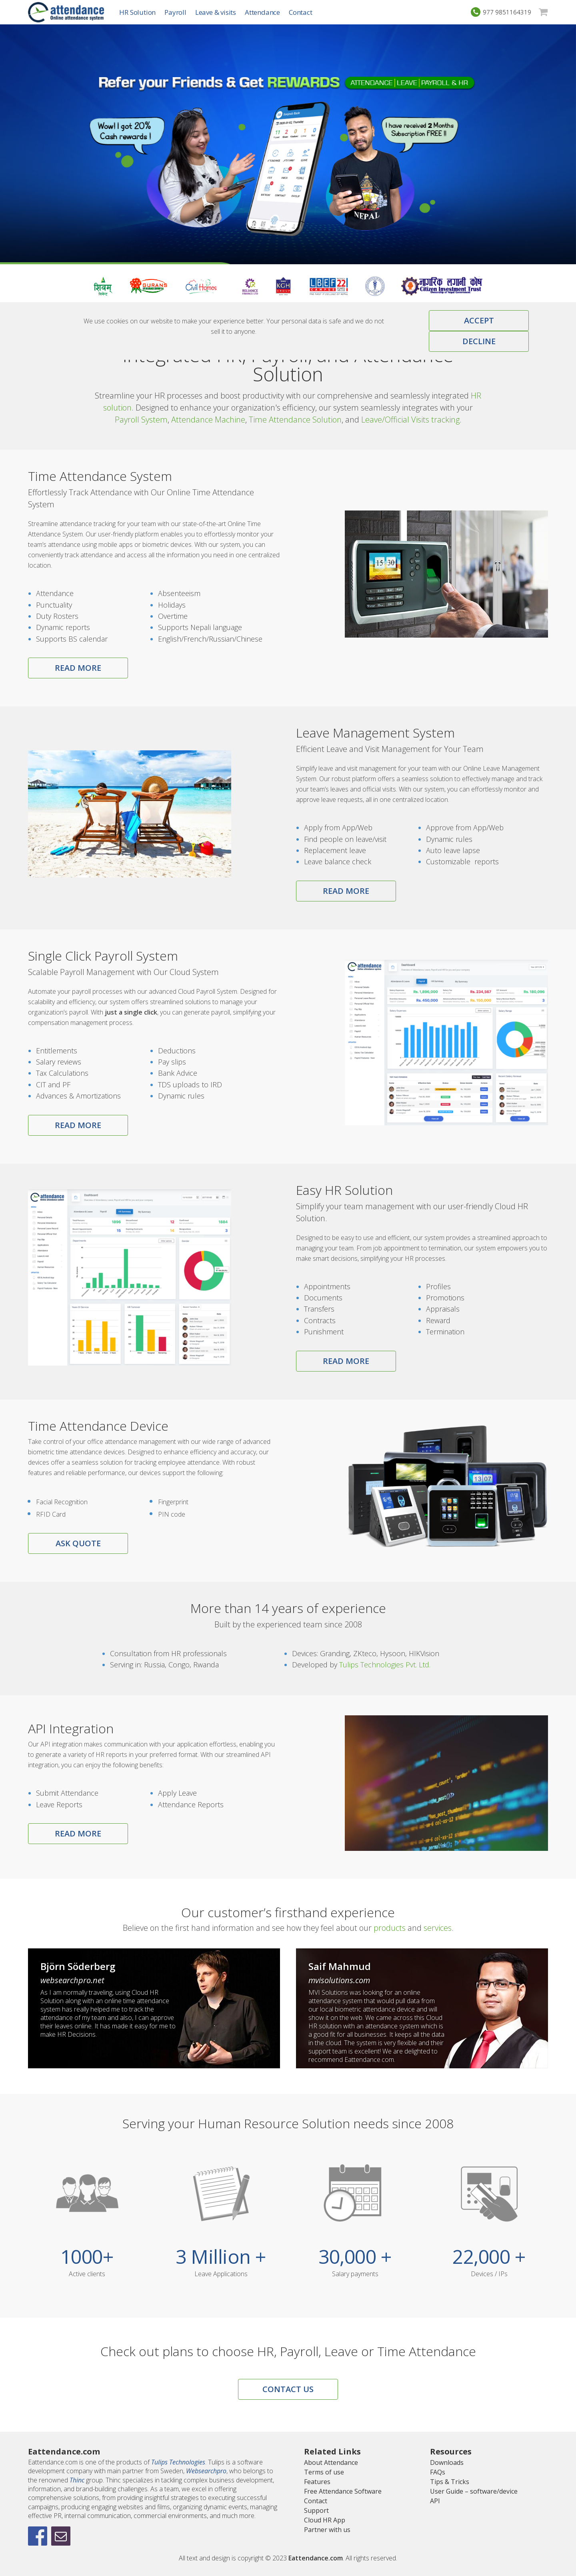 eattendance
Online attendance system
HR Solution Payroll Leave & visits Attendance Contact
977 9851164319
Refer your Friends & Get REWARDS
ATTENDANCE | LEAVE | PAYROLL & HR
Wow! I got 20%
Cash rewards !
I have received 2 Months
Subscription FREE !!
NEPAL
KGH
LBEF 22
CAMPUS
नागरिक लगानी कोष
Citizen Investment Trust
We use cookies on our website to make your experience better. Your personal data is safe and we do not
sell it to anyone.
ACCEPT
DECLINE
Integrated HR, Payroll, and Attendance
Solution
Streamline your HR processes and boost productivity with our comprehensive and seamlessly integrated HR
solution. Designed to enhance your organization's efficiency, our system seamlessly integrates with your
Payroll System, Attendance Machine, Time Attendance Solution, and Leave/Official Visits tracking.
Time Attendance System
Effortlessly Track Attendance with Our Online Time Attendance
System
Streamline attendance tracking for your team with our state-of-the-art Online Time
Attendance System. Our user-friendly platform enables you to effortlessly monitor your
team's attendance using mobile apps or biometric devices. With our system, you can
conveniently track attendance and access all the information you need in one centralized
location.
Attendance
Punctuality
Duty Rosters
Dynamic reports
Supports BS calendar
Absenteeism
Holidays
Overtime
Supports Nepali language
English/French/Russian/Chinese
READ MORE
Leave Management System
Efficient Leave and Visit Management for Your Team
Simplify leave and visit management for your team with our Online Leave Management
System. Our robust platform offers a seamless solution to effectively manage and track
your team's leaves and official visits. With our system, you can effortlessly monitor and
approve leave requests, all in one centralized location.
Apply from App/Web
Find people on leave/visit
Replacement leave
Leave balance check
Approve from App/Web
Dynamic rules
Auto leave lapse
Customizable reports
READ MORE
Single Click Payroll System
Scalable Payroll Management with Our Cloud System
Automate your payroll processes with our advanced Cloud Payroll System. Designed for
scalability and efficiency, our system offers streamlined solutions to manage your
organization's payroll. With just a single click, you can generate payroll, simplifying your
compensation management process.
Entitlements
Salary reviews
Tax Calculations
CIT and PF
Advances & Amortizations
Deductions
Pay slips
Bank Advice
TDS uploads to IRD
Dynamic rules
READ MORE
Easy HR Solution
Simplify your team management with our user-friendly Cloud HR
Solution.
Designed to be easy to use and efficient, our system provides a streamlined approach to
managing your team. From job appointment to termination, our system empowers you to
make smart decisions, simplifying your HR processes.
Appointments
Documents
Transfers
Contracts
Punishment
Profiles
Promotions
Appraisals
Reward
Termination
READ MORE
Time Attendance Device
Take control of your office attendance management with our wide range of advanced
biometric time attendance devices. Designed to enhance efficiency and accuracy, our
devices offer a seamless solution for tracking employee attendance. With robust
features and reliable performance, our devices support the following:
Facial Recognition
RFID Card
Fingerprint
PIN code
ASK QUOTE
More than 14 years of experience
Built by the experienced team since 2008
Consultation from HR professionals
Serving in: Russia, Congo, Rwanda
Devices: Granding, ZKteco, Hysoon, HIKVision
Developed by Tulips Technologies Pvt. Ltd.
API Integration
Our API integration makes communication with your application effortless, enabling you
to generate a variety of HR reports in your preferred format. With our streamlined API
integration, you can enjoy the following benefits:
Submit Attendance
Leave Reports
Apply Leave
Attendance Reports
READ MORE
Our customer's firsthand experience
Believe on the first hand information and see how they feel about our products and services.
Björn Söderberg
websearchpro.net
As I am normally traveling, using Cloud HR
Solution along with an online time attendance
system has really helped me to track the
attendance of my team and also, I can approve
their leaves online. It has made it easy for me to
make HR Decisions.
Saif Mahmud
mvisolutions.com
MVI Solutions was looking for an online
attendance system that would pull data from
our local biometric attendance device and will
show it on the web. We came across this Cloud
HR solution with an attendance system which is
a good fit for all businesses. It keeps all the data
in the cloud. The system is very flexible and their
support team is excellent! We are delighted to
recommend Eattendance.com.
Serving your Human Resource Solution needs since 2008
1000+
Active clients
3 Million +
Leave Applications
30,000 +
Salary payments
22,000 +
Devices / IPs
Check out plans to choose HR, Payroll, Leave or Time Attendance
CONTACT US
Eattendance.com
Eattendance.com is one of the products of Tulips Technologies. Tulips is a software
development company with main partner from Sweden, Websearchpro, who belongs to
the renowned Thinc group. Thinc specializes in tackling complex business development,
information, and brand-building challenges. As a team, we excel in offering
comprehensive solutions, from providing insightful strategies to executing successful
campaigns, producing engaging websites and films, organizing dynamic events, managing
effective PR, internal communication, commercial environments, and much more.
Related Links
About Attendance
Terms of use
Features
Free Attendance Software
Contact
Support
Cloud HR App
Partner with us
Resources
Downloads
FAQs
Tips & Tricks
User Guide – software/device
API
All text and design is copyright © 2023 Eattendance.com. All rights reserved.